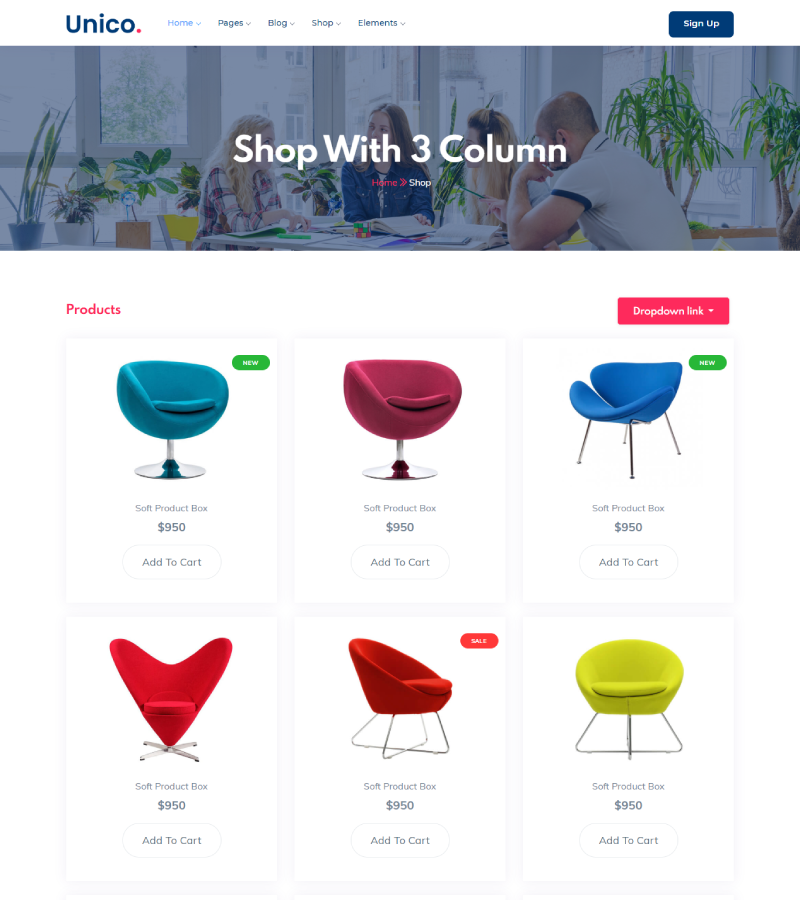 Unico.
Home Pages Blog Shop Elements
Sign Up
Shop With 3 Column
Home Shop
Products
Dropdown link
NEW
NEW
Soft Product Box Soft Product Box Soft Product Box
$950 $950 $950
Add To Cart Add To Cart Add To Cart
SALE
Soft Product Box Soft Product Box Soft Product Box
$950 $950 $950
Add To Cart Add To Cart Add To Cart